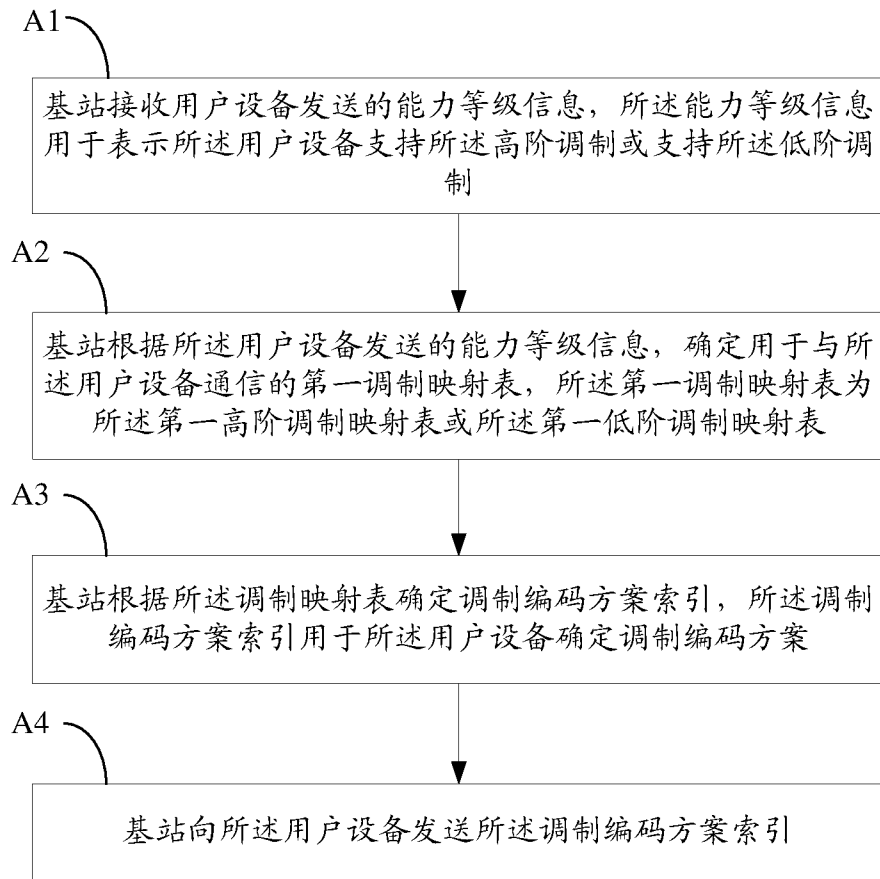 A1
基站接收用户设备发送的能力等级信息，所述能力等级信息
用于表示所述用户设备支持所述高阶调制或支持所述低阶调
制
A2
基站根据所述用户设备发送的能力等级信息，确定用于与所
述用户设备通信的第一调制映射表，所述第一调制映射表为
所述第一高阶调制映射表或所述第一低阶调制映射表
A3
基站根据所述调制映射表确定调制编码方案索引，所述调制
编码方案索引用于所述用户设备确定调制编码方案
A4
基站向所述用户设备发送所述调制编码方案索引